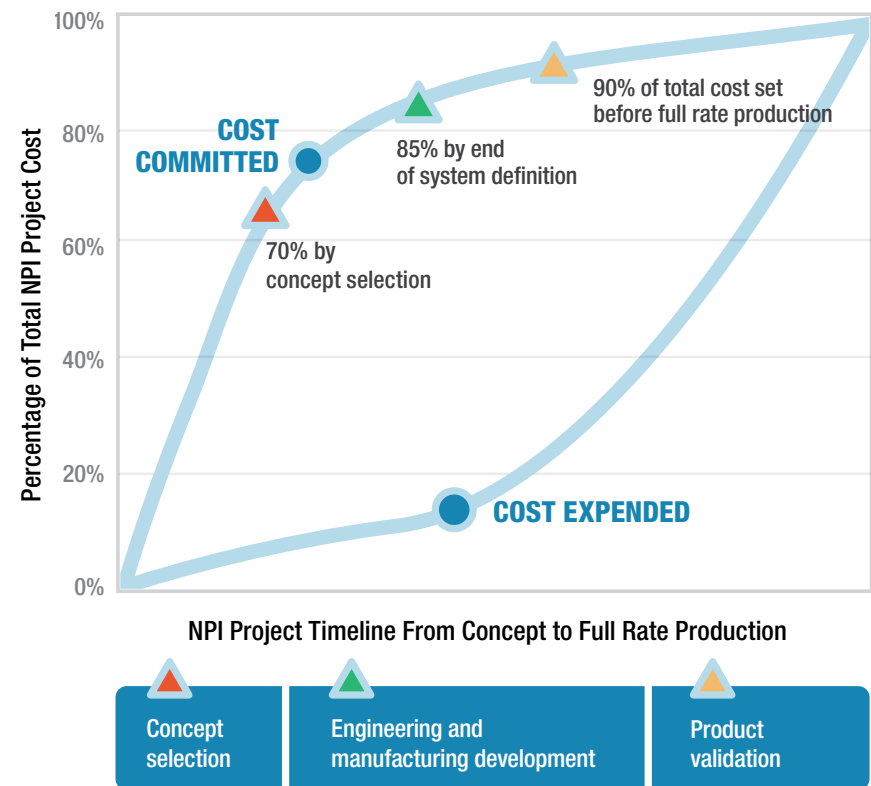 100%
80%
60%
40%
20%
0%
Percentage of Total NPI Project Cost
COST
COMMITTED
90% of total cost set
before full rate production
85% by end
of system definition
70% by
concept selection
COST EXPENDED
NPI Project Timeline From Concept to Full Rate Production
Concept
selection
Engineering and
manufacturing development
Product
validation